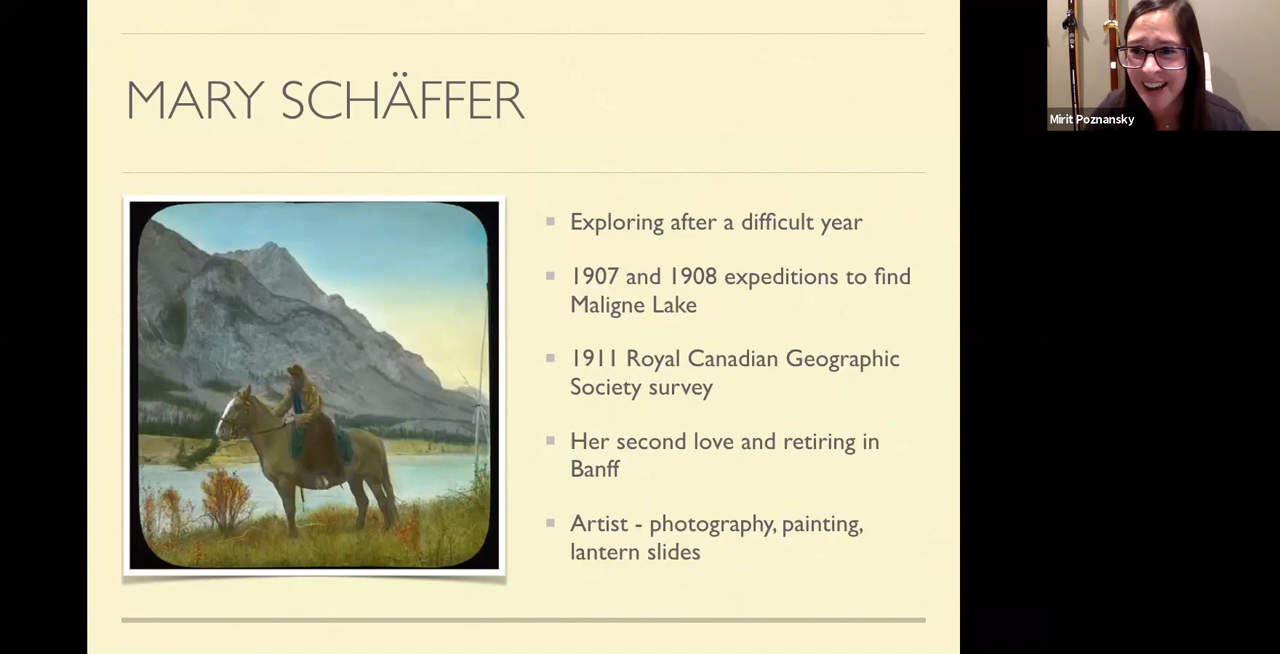 MARY SCHÄFFER
Exploring after a difficult year
1907 and 1908 expeditions to find
Maligne Lake
1911 Royal Canadian Geographic
Society survey
Her second love and retiring in
Banff
Artist - photography, painting,
lantern slides
Mirit Poznansky